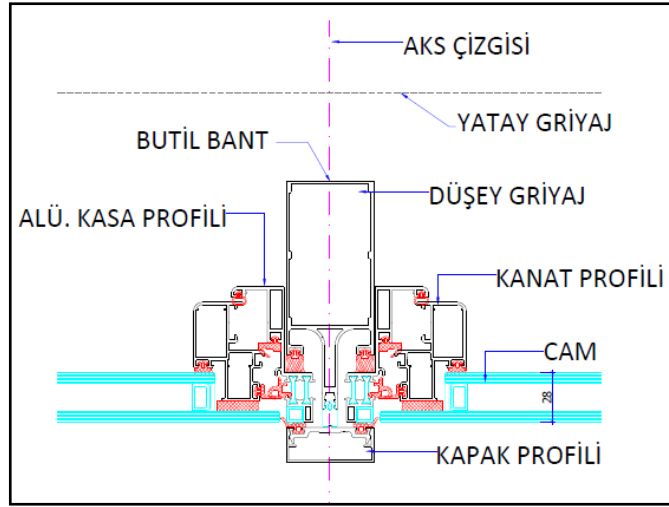 AKS ÇİZGİSİ
YATAY GRİYAJ
BUTİL BANT
DÜŞEY GRİYAJ
ALÜ. KASA PROFİLİ
KANAT PROFİLİ
CAM
28
KAPAK PROFİLİ